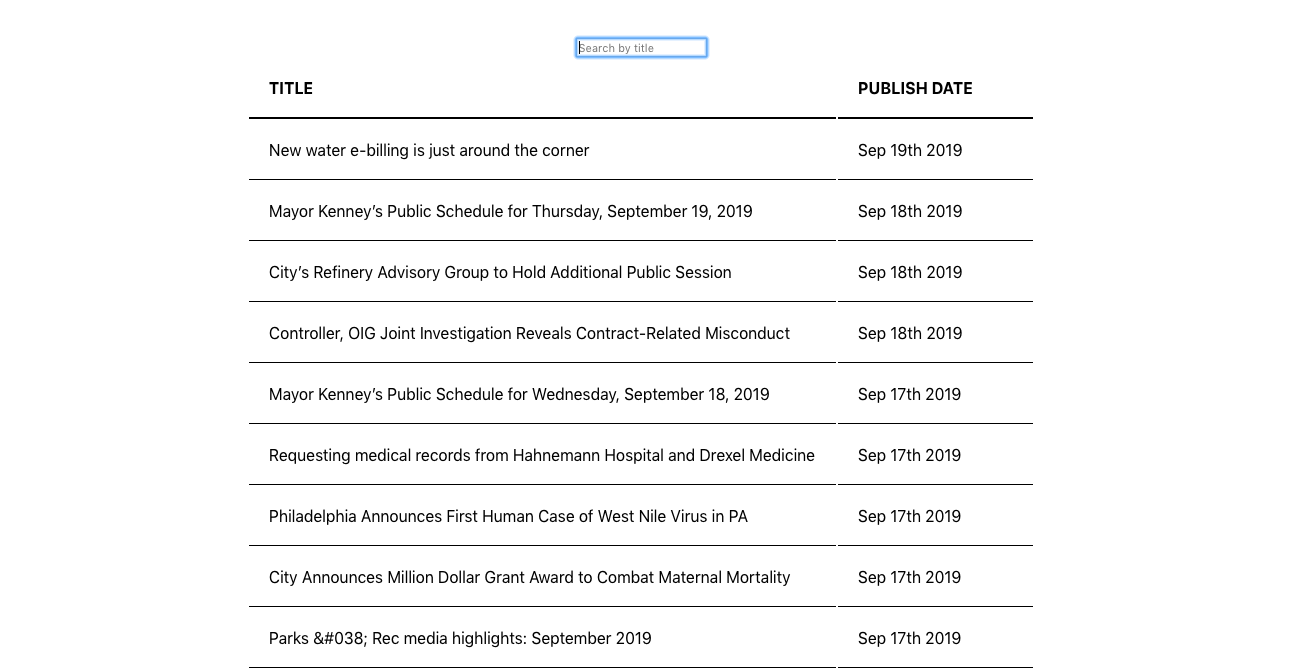 Search by title
TITLE PUBLISH DATE
New water e-billing is just around the corner Sep 19th 2019
Mayor Kenney’s Public Schedule for Thursday, September 19, 2019 Sep 18th 2019
City’s Refinery Advisory Group to Hold Additional Public Session Sep 18th 2019
Controller, OIG Joint Investigation Reveals Contract-Related Misconduct Sep 18th 2019
Mayor Kenney’s Public Schedule for Wednesday, September 18, 2019 Sep 17th 2019
Requesting medical records from Hahnemann Hospital and Drexel Medicine Sep 17th 2019
Philadelphia Announces First Human Case of West Nile Virus in PA Sep 17th 2019
City Announces Million Dollar Grant Award to Combat Maternal Mortality Sep 17th 2019
Parks &#038; Rec media highlights: September 2019 Sep 17th 2019